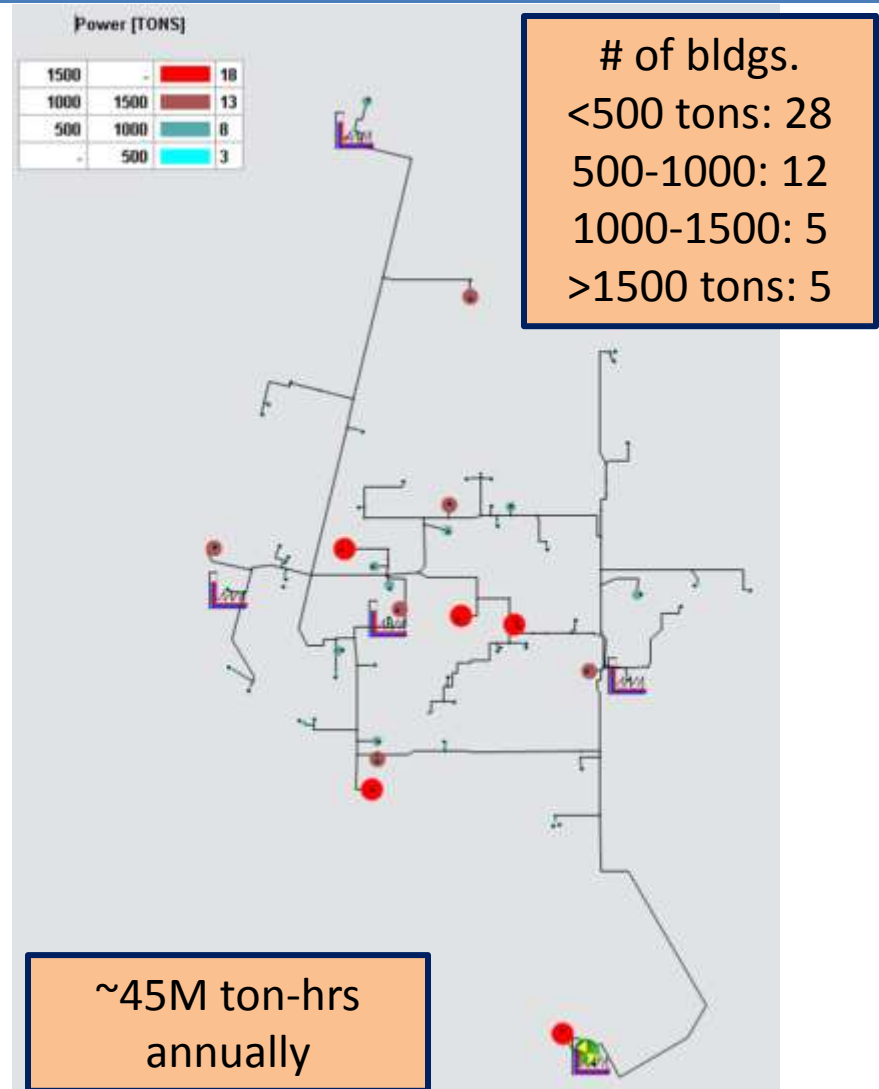 Power [TONS]
1500 - 18
1000 1500 13
500 1000 8
- 500 3
# of bldgs.
<500 tons: 28
500-1000: 12
1000-1500: 5
>1500 tons: 5
~45M ton-hrs
annually